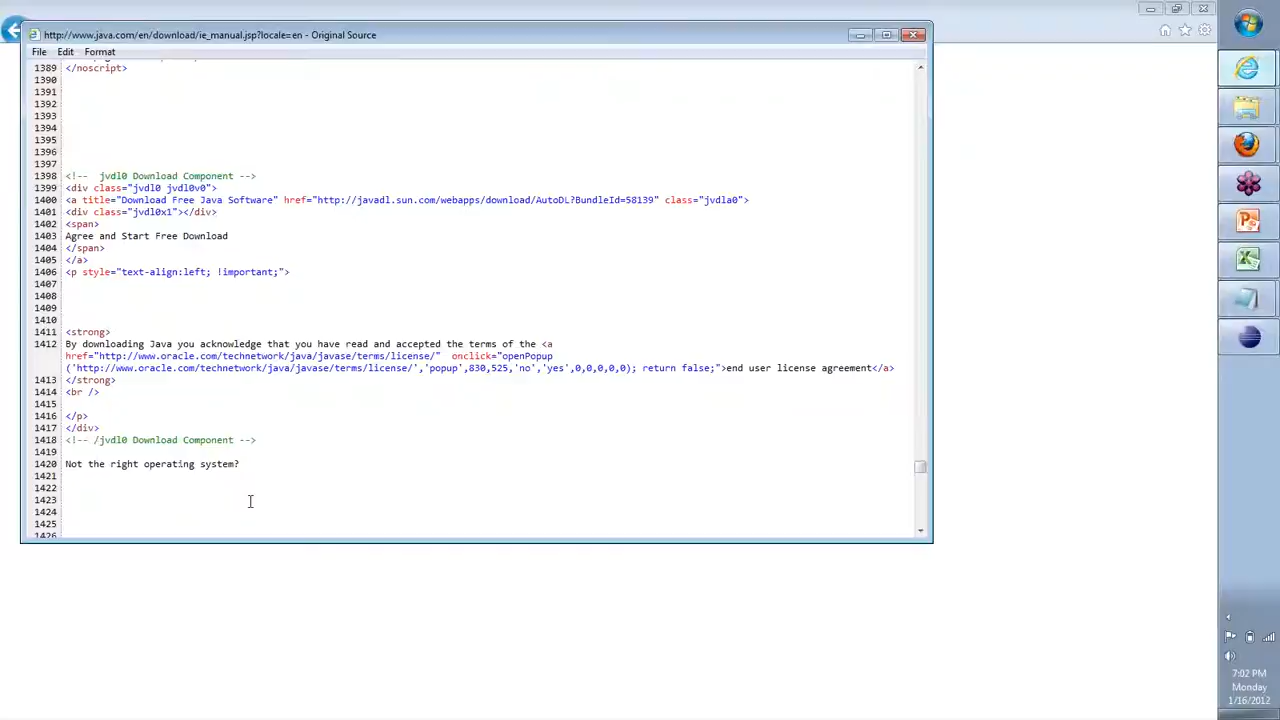 http://www.java.com/en/download/ie_manual.jsp?locale=en - Original Source
File Edit Format
1389 </noscript>
1390
1391
1392
1393
1394
1395
1396
1397
1398 <!--  jvdl0 Download Component -->
1399 <div class="jvdl0 jvdl0v0">
1400 <a title="Download Free Java Software" href="http://javadl.sun.com/webapps/download/AutoDL?BundleId=58139" class="jvdla0">
1401 <div class="jvdl0x1"></div>
1402 <span>
1403 Agree and Start Free Download
1404 </span>
1405 </a>
1406 <p style="text-align:left; !important;">
1407
1408
1409
1410
1411 <strong>
1412 By downloading Java you acknowledge that you have read and accepted the terms of the <a
href="http://www.oracle.com/technetwork/java/javase/terms/license/"  onclick="openPopup
('http://www.oracle.com/technetwork/java/javase/terms/license/','popup',830,525,'no','yes',0,0,0,0,0); return false;">end user license agreement</a>
1413 </strong>
1414 <br />
1415
1416 </p>
1417 </div>
1418 <!-- /jvdl0 Download Component -->
1419
1420 Not the right operating system?
1421
1422
1423
1424
1425
1426
7:02 PM
Monday
1/16/2012